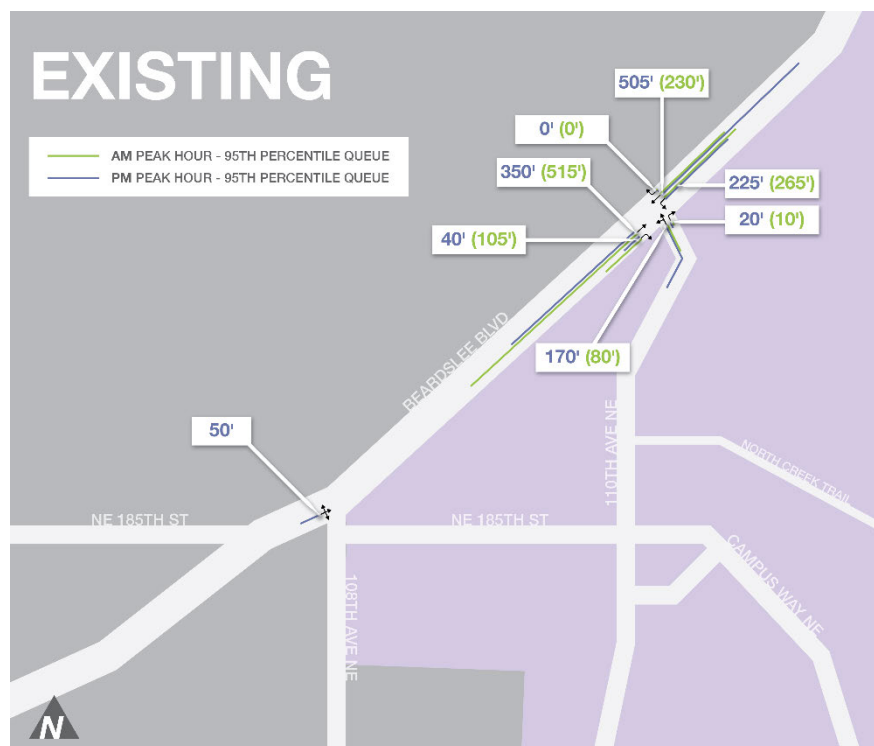 EXISTING
AM PEAK HOUR - 95TH PERCENTILE QUEUE
PM PEAK HOUR - 95TH PERCENTILE QUEUE
505' (230')
0' (0')
350' (515')
225' (265')
40' (105')
20' (10')
170' (80')
BEARDSLEE BLVD
50'
110TH AVE NE
NORTH CREEK TRAIL
NE 185TH ST
NE 185TH ST
CAMPUS WAY NE
108TH AVE NE
N